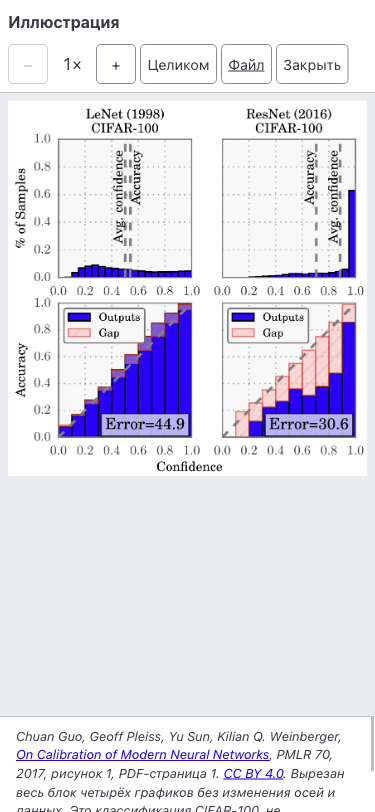 Иллюстрация
− 1× + Целиком Файл Закрыть
LeNet (1998)
CIFAR-100
ResNet (2016)
CIFAR-100
% of Samples
1.0
0.8
0.6
0.4
0.2
0.0
Avg. confidence
Accuracy
Accuracy
Avg. confidence
0.0 0.2 0.4 0.6 0.8 1.0
0.0 0.2 0.4 0.6 0.8 1.0
Accuracy
1.0
0.8
0.6
0.4
0.2
0.0
Outputs
Gap
Error=44.9
Outputs
Gap
Error=30.6
0.0 0.2 0.4 0.6 0.8 1.0
0.0 0.2 0.4 0.6 0.8 1.0
Confidence
Chuan Guo, Geoff Pleiss, Yu Sun, Kilian Q. Weinberger,
On Calibration of Modern Neural Networks, PMLR 70,
2017, рисунок 1, PDF-страница 1. CC BY 4.0. Вырезан
весь блок четырёх графиков без изменения осей и
данных. Это классификация CIFAR-100, не